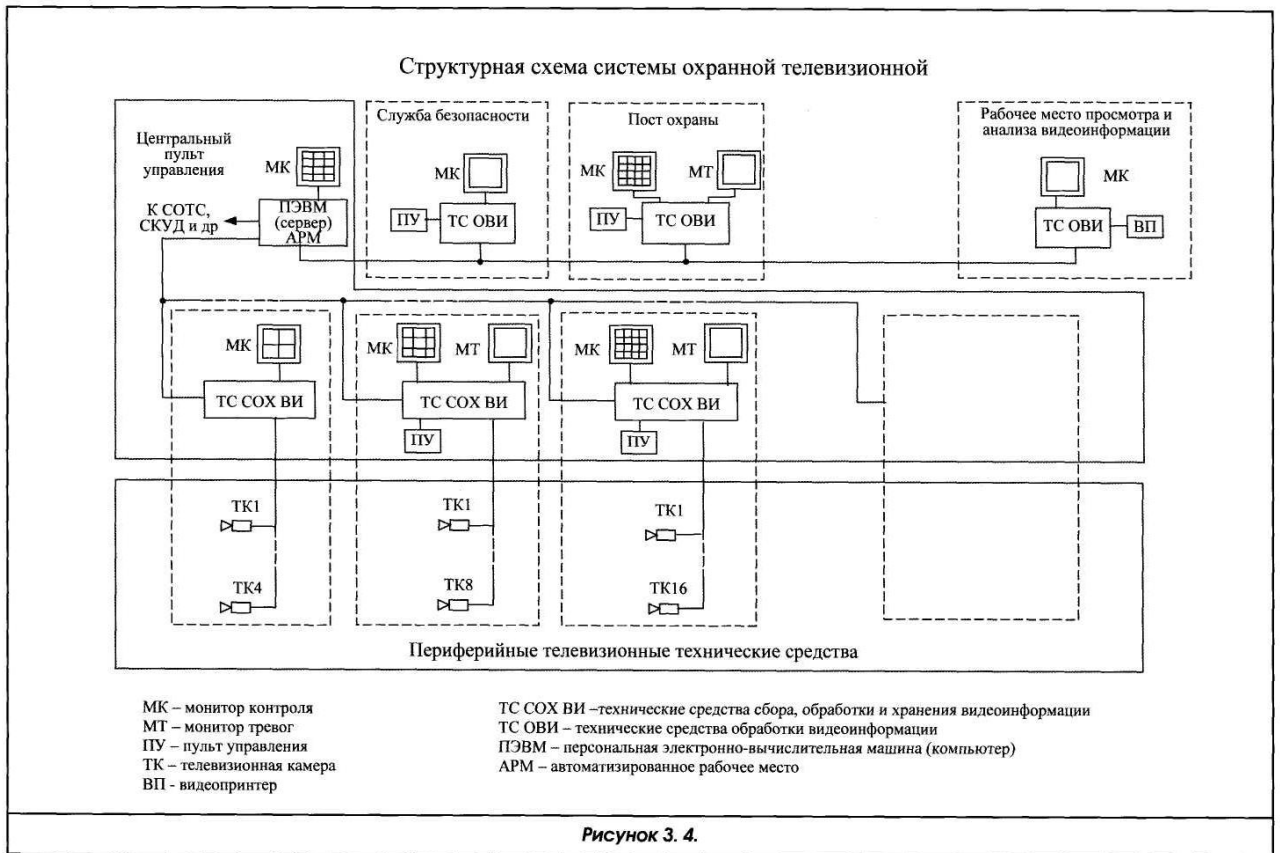 Структурная схема системы охранной телевизионной
Центральный
пульт
управления
МК
К СОТС,
СКУД и др
ПЭВМ
(сервер)
АРМ
Служба безопасности
МК
ПУ
ТС ОВИ
Пост охраны
МК
МТ
ПУ
ТС ОВИ
Рабочее место просмотра и
анализа видеоинформации
МК
ТС ОВИ
ВП
МК
ТС СОХ ВИ
МК
МТ
ТС СОХ ВИ
ПУ
МК
МТ
ТС СОХ ВИ
ПУ
ТК1
ТК4
ТК1
ТК8
ТК1
ТК16
Периферийные телевизионные технические средства
МК – монитор контроля
МТ – монитор тревог
ПУ – пульт управления
ТК – телевизионная камера
ВП - видеопринтер
ТС СОХ ВИ –технические средства сбора, обработки и хранения видеоинформации
ТС ОВИ – технические средства обработки видеоинформации
ПЭВМ – персональная электронно-вычислительная машина (компьютер)
АРМ – автоматизированное рабочее место
Рисунок 3. 4.